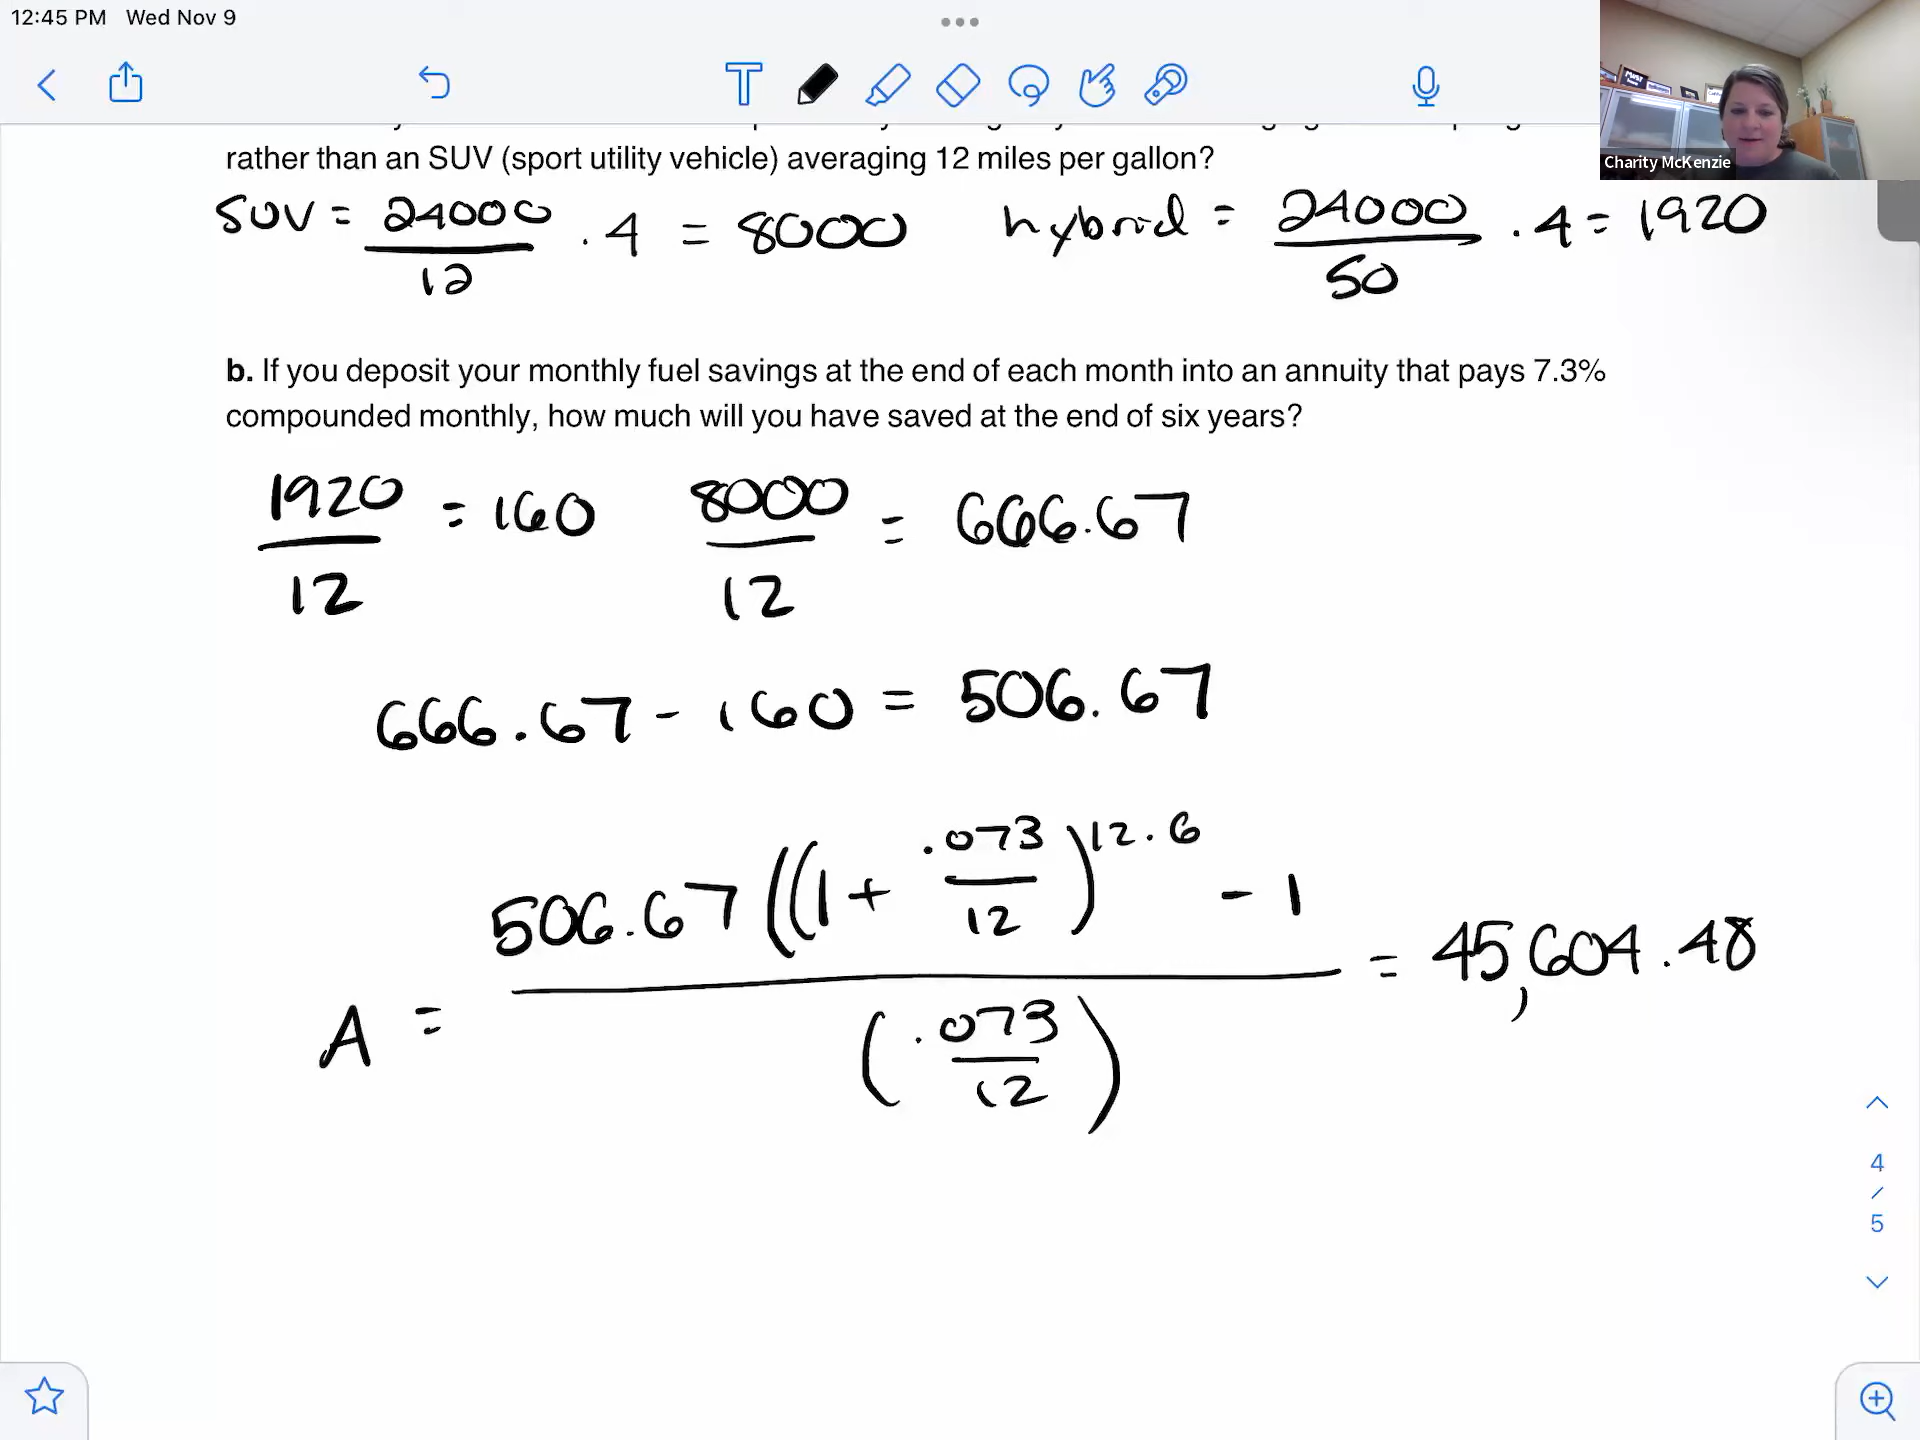 12:45 PM Wed Nov 9
Charity McKenzie
rather than an SUV (sport utility vehicle) averaging 12 miles per gallon?
SUV = 24000/12 . 4 = 8000 hybrid = 24000/50 . 4 = 1920
b. If you deposit your monthly fuel savings at the end of each month into an annuity that pays 7.3%
compounded monthly, how much will you have saved at the end of six years?
1920/12 = 160 8000/12 = 666.67
666.67 - 160 = 506.67
A = 506.67 ((1 + .073/12)^12.6 - 1 / (.073/12) = 45,604.48
4
/
5